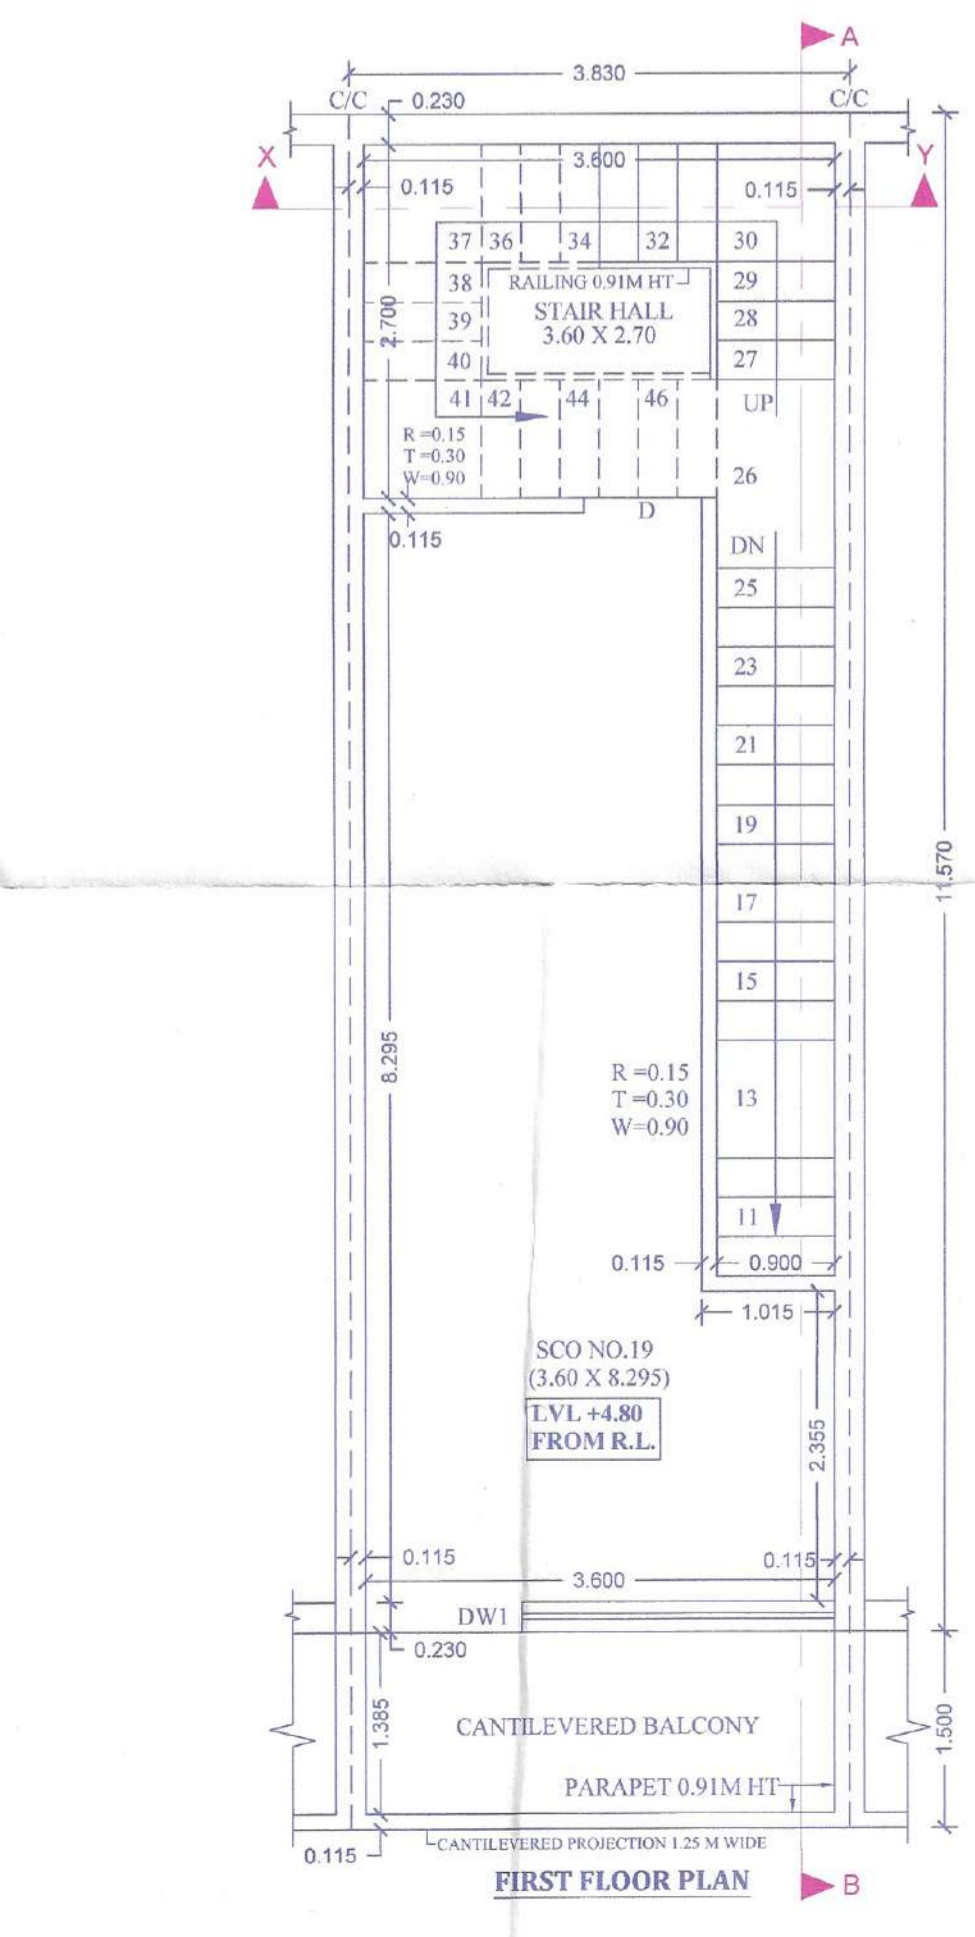 A
3.830
C/C
0.230
C/C
X
3.600
Y
0.115
0.115
37 36 34 32 30
38
RAILING 0.91M HT
29
2.700
39
STAIR HALL
28
3.60 X 2.70
40
27
41 42 44 46
UP
R =0.15
T =0.30
W=0.90
26
D
0.115
DN
25
23
21
19
11.570
17
15
8.295
R =0.15
T =0.30
W=0.90
13
11
0.115
0.900
1.015
SCO NO.19
(3.60 X 8.295)
LVL +4.80
FROM R.L.
2.355
0.115
0.115
3.600
DW1
0.230
1.385
CANTILEVERED BALCONY
1.500
PARAPET 0.91M HT
CANTILEVERED PROJECTION 1.25 M WIDE
0.115
FIRST FLOOR PLAN
B